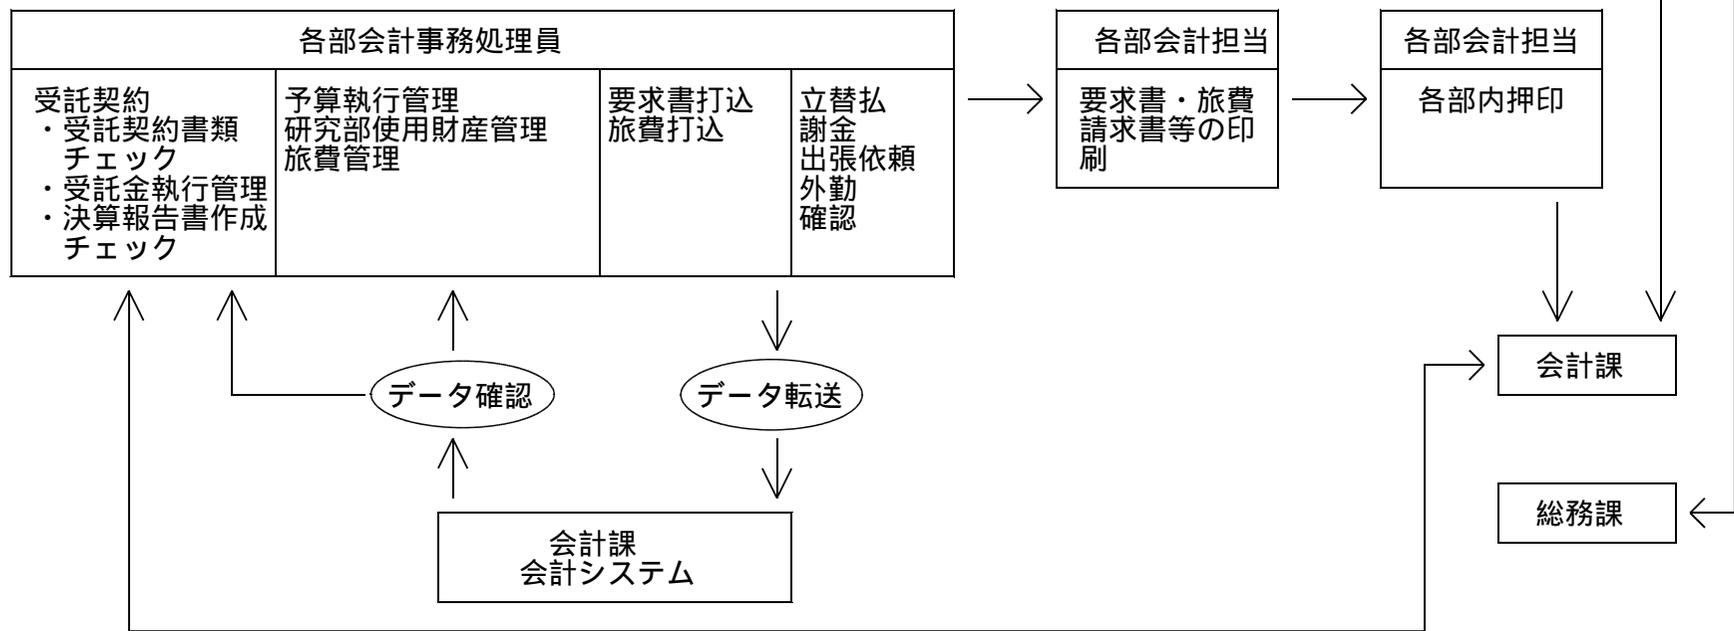 各部会計事務処理員
受託契約
・受託契約書類
チェック
・受託金執行管理
・決算報告書作成
チェック
予算執行管理
研究部使用財産管理
旅費管理
要求書打込
旅費打込
立替払
謝金
出張依頼
外勤
確認
各部会計担当
要求書・旅費
請求書等の印
刷
各部会計担当
各部内押印
データ確認
データ転送
会計課
会計システム
会計課
総務課